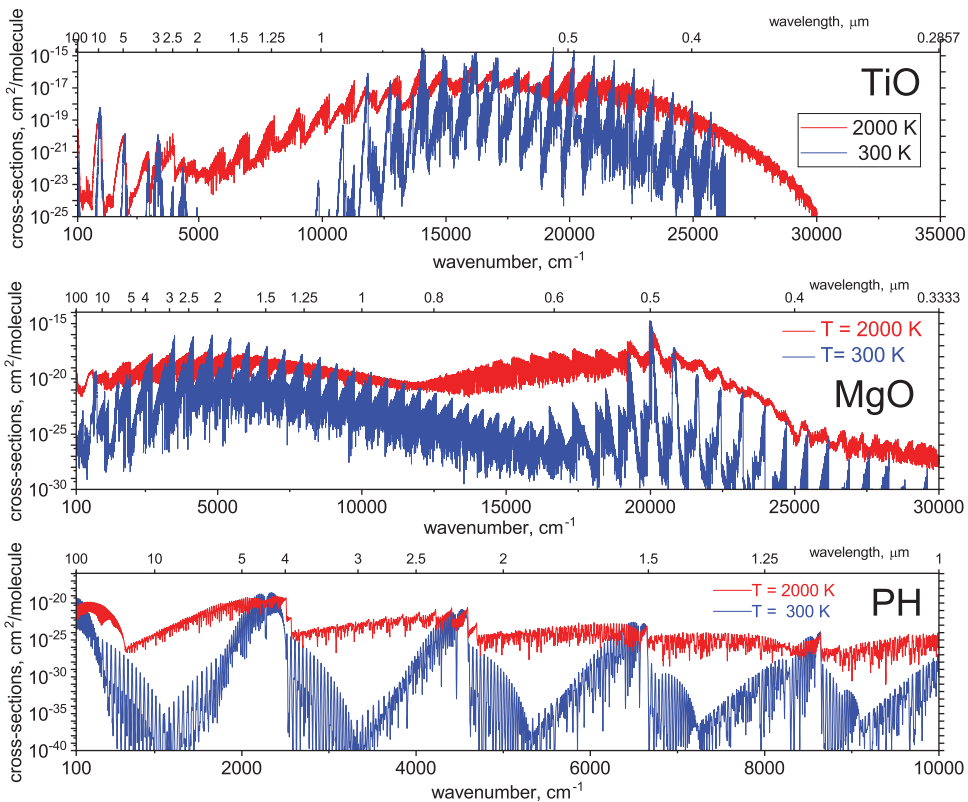 wavelength, μm
100 10 5 3 2.5 2 1.5 1.25 1 0.5 0.4 0.2857
10^-15
10^-17
10^-19
10^-21
10^-23
10^-25
cross-sections, cm^2/molecule
TiO
2000 K
300 K
100 5000 10000 15000 20000 25000 30000 35000
wavenumber, cm^-1
wavelength, μm
100 10 5 4 3 2.5 2 1.5 1.25 1 0.8 0.6 0.5 0.4 0.3333
10^-15
10^-20
10^-25
10^-30
cross-sections, cm^2/molecule
T = 2000 K
T= 300 K
MgO
100 5000 10000 15000 20000 25000 30000
wavenumber, cm^-1
wavelength, μm
100 10 5 4 3 2.5 2 1.5 1.25 1
10^-20
10^-25
10^-30
10^-35
10^-40
cross-sections, cm^2/molecule
T = 2000 K
T = 300 K
PH
100 2000 4000 6000 8000 10000
wavenumber, cm^-1